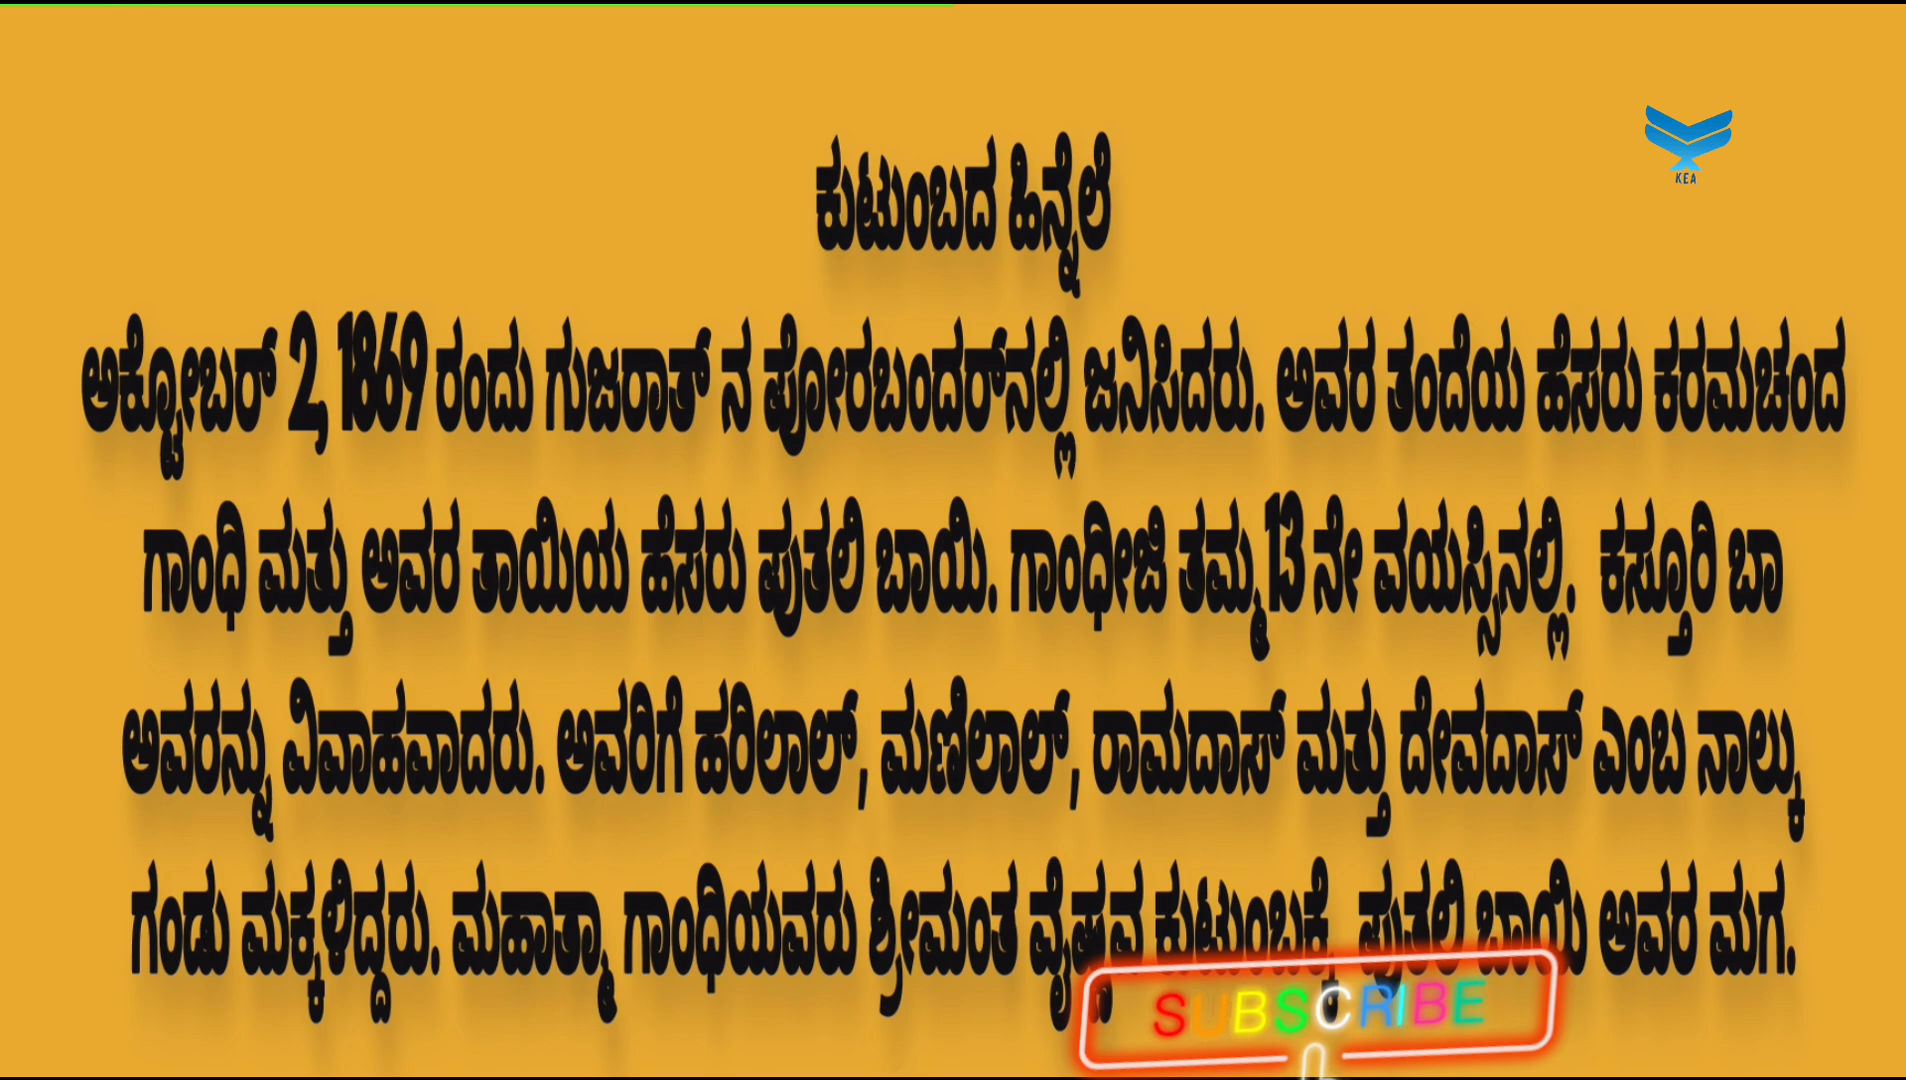 KEA
ಕುಟುಂಬದ ಹಿನ್ನೆಲೆ
ಅಕ್ಟೋಬರ್ 2, 1869 ರಂದು ಗುಜರಾತ್ ನ ಪೋರಬಂದರ್‌ನಲ್ಲಿ ಜನಿಸಿದರು. ಅವರ ತಂದೆಯ ಹೆಸರು ಕರಮಚಂದ
ಗಾಂಧಿ ಮತ್ತು ಅವರ ತಾಯಿಯ ಹೆಸರು ಪುತಲಿ ಬಾಯಿ. ಗಾಂಧೀಜಿ ತಮ್ಮ 13 ನೇ ವಯಸ್ಸಿನಲ್ಲಿ. ಕಸ್ತೂರಿ ಬಾ
ಅವರನ್ನು ವಿವಾಹವಾದರು. ಅವರಿಗೆ ಹರಿಲಾಲ್, ಮಣಿಲಾಲ್, ರಾಮದಾಸ್ ಮತ್ತು ದೇವದಾಸ್ ಎಂಬ ನಾಲ್ಕು
ಗಂಡು ಮಕ್ಕಳಿದ್ದರು. ಮಹಾತ್ಮಾ ಗಾಂಧಿಯವರು ಶ್ರೀಮಂತ ವೈಷ್ಣವ ಕುಟುಂಬಕ್ಕೆ ಪುತಲಿ ಬಾಯಿ ಅವರ ಮಗ.
SUBSCRIBE